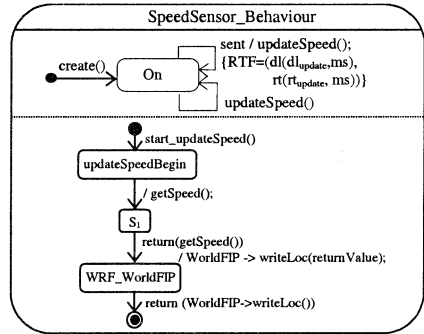 SpeedSensor_Behaviour
sent / updateSpeed();
create()
{RTF=(dl(dlupdate,ms),
On
rt(rtupdate, ms))}
updateSpeed()
start_updateSpeed()
updateSpeedBegin
/ getSpeed();
S1
return(getSpeed())
/ WorldFIP -> writeLoc(returnValue);
WRF_WorldFIP
return (WorldFIP->writeLoc())